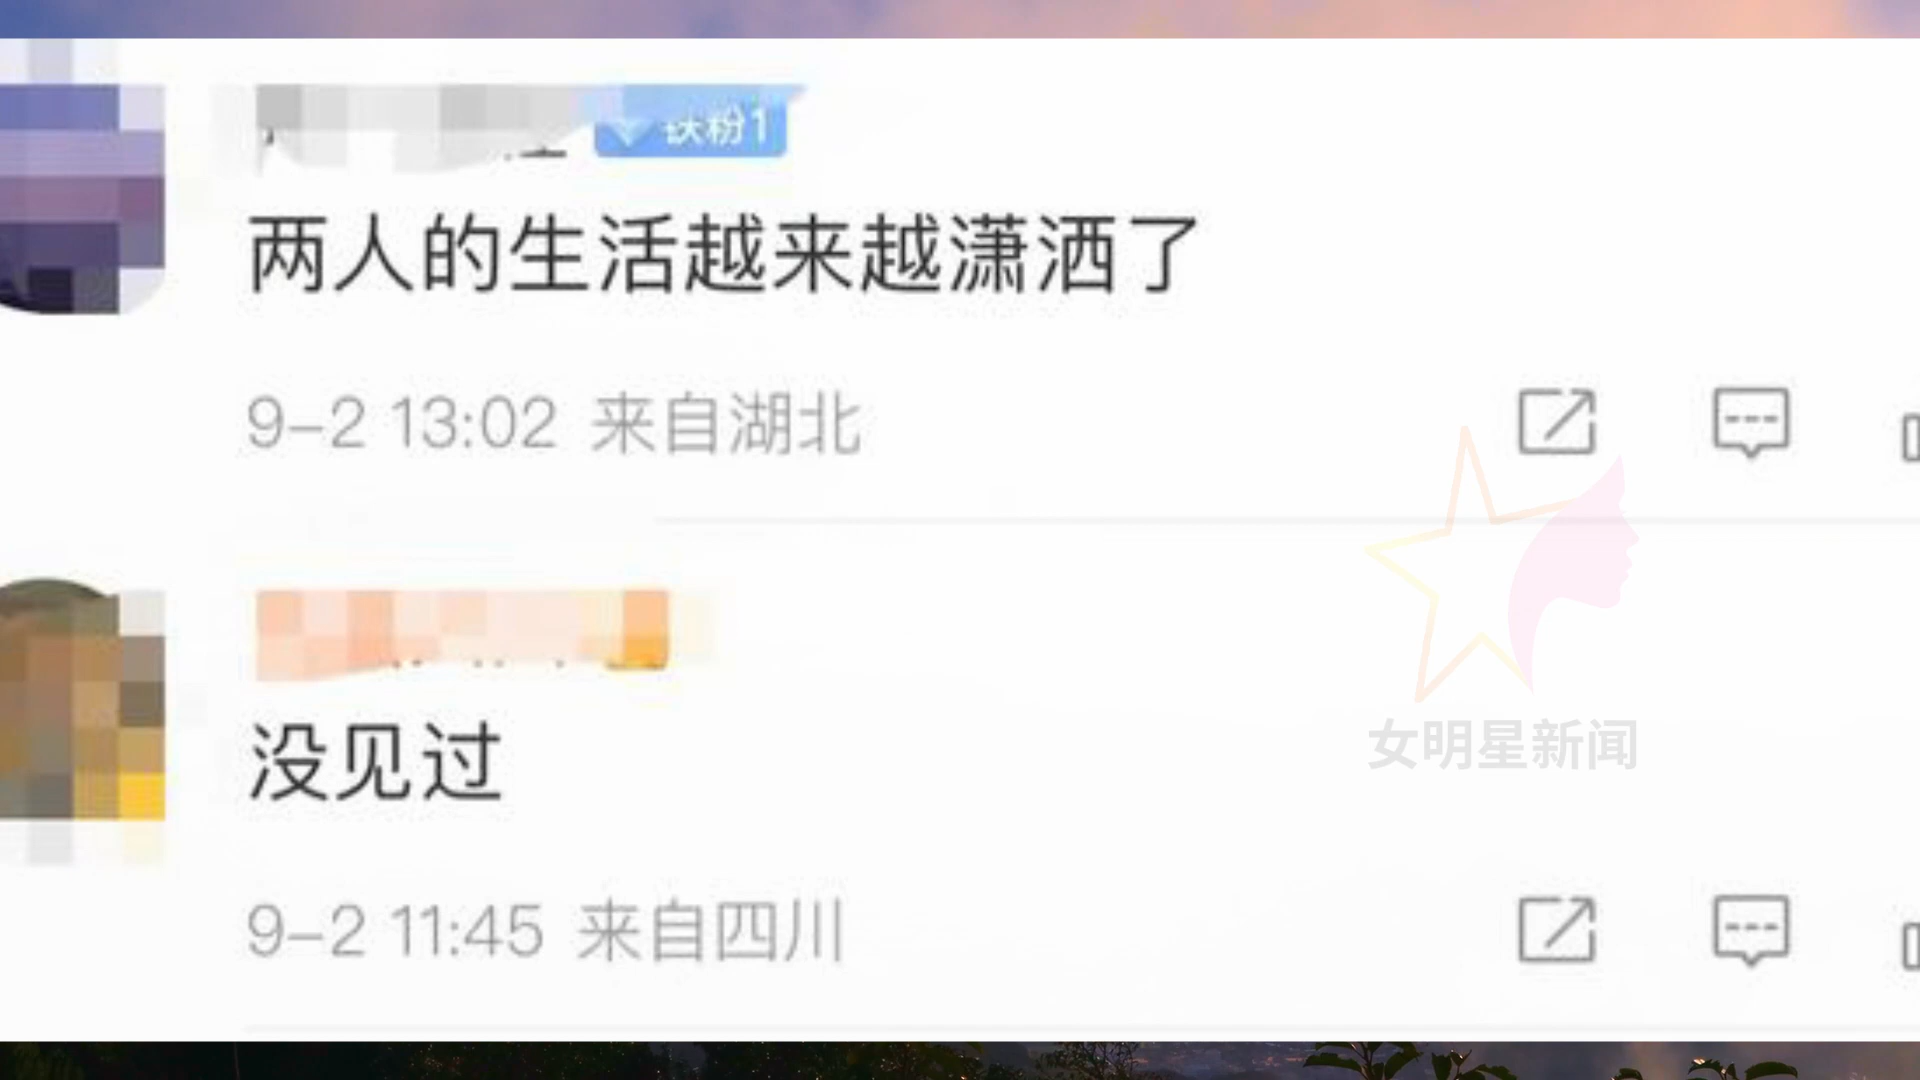 铁粉1
两人的生活越来越潇洒了
9-2 13:02 来自湖北
没见过
女明星新闻
9-2 11:45 来自四川